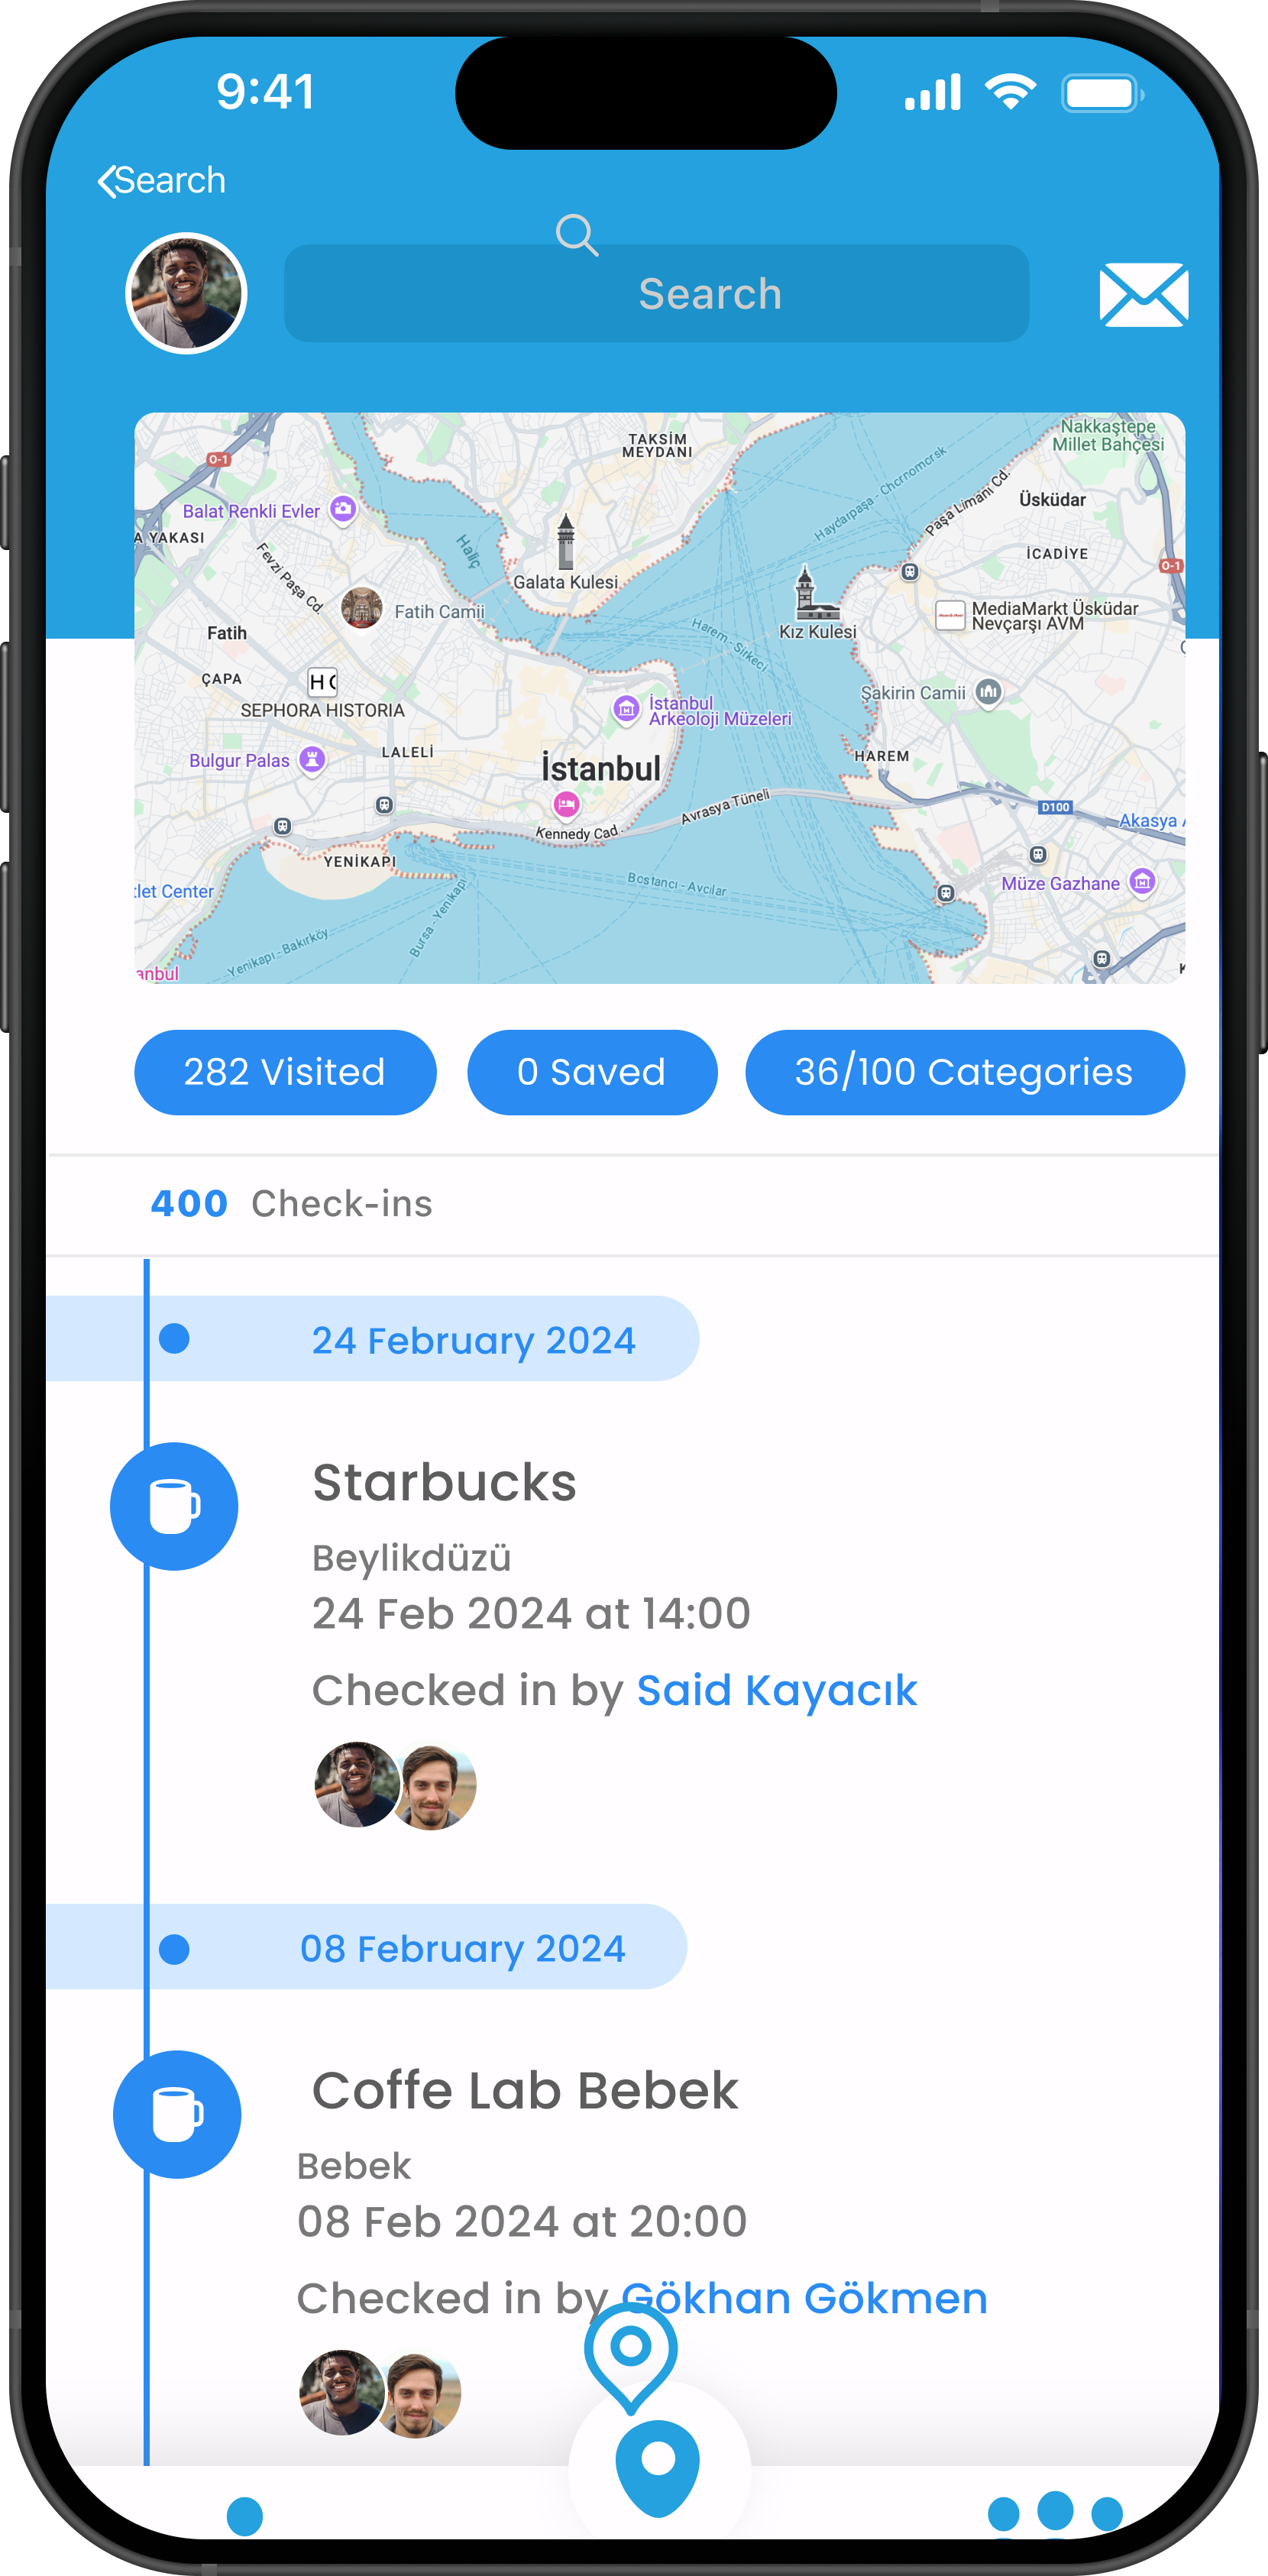 9:41
Search
Search
Nakkaştepe
Millet Bahçesi
TAKSİM
MEYDANI
O-1
Haydarpaşa - Chornomorsk
Paşa Limanı Cd.
Üsküdar
Balat Renkli Evler
A YAKASI
Haliç
İCADİYE
O-1
Fevzi Paşa Cd.
Galata Kulesi
Fatih Camii
MediaMarkt Üsküdar
Nevçarşı AVM
Fatih
Harem - Sirkeci
Kız Kulesi
ÇAPA
H C
SEPHORA HISTORIA
Şakirin Camii
İstanbul
Arkeoloji Müzeleri
LALELİ
Bulgur Palas
HAREM
İstanbul
Avrasya Tüneli
D100
Akasya A
Kennedy Cad.
YENİKAPI
Bostancı - Avcılar
Müze Gazhane
tlet Center
Bursa - Yenikapı
Yenikapı - Bakırköy
anbul
282 Visited
0 Saved
36/100 Categories
400 Check-ins
24 February 2024
Starbucks
Beylikdüzü
24 Feb 2024 at 14:00
Checked in by Said Kayacık
08 February 2024
Coffe Lab Bebek
Bebek
08 Feb 2024 at 20:00
Checked in by Gökhan Gökmen